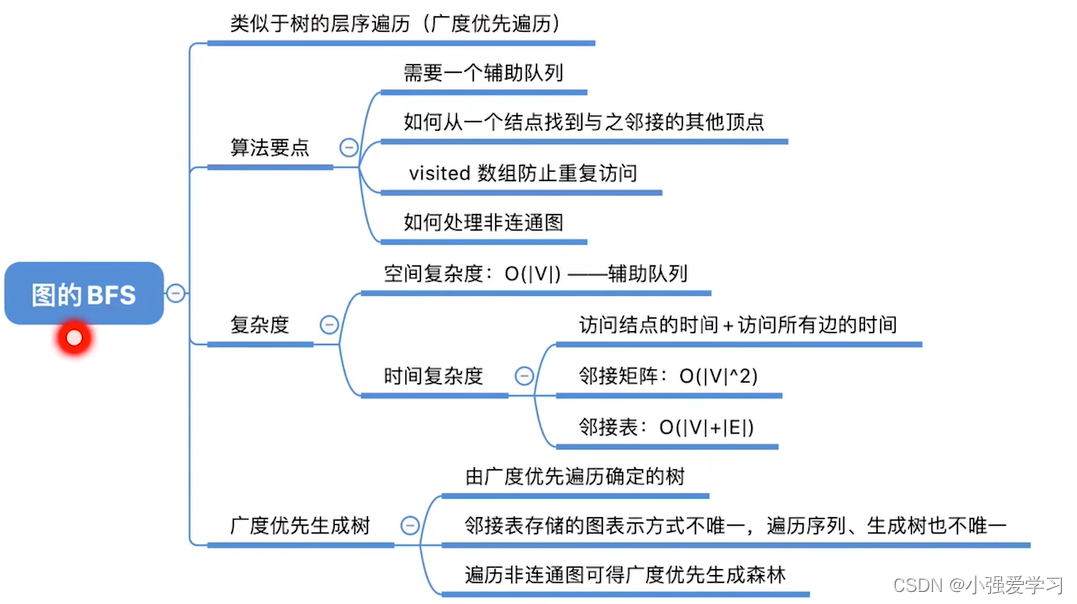 类似于树的层序遍历（广度优先遍历）
需要一个辅助队列
如何从一个结点找到与之邻接的其他顶点
算法要点
visited 数组防止重复访问
如何处理非连通图
空间复杂度：O(|V|) ——辅助队列
图的BFS
复杂度
访问结点的时间+访问所有边的时间
时间复杂度
邻接矩阵：O(|V|^2)
邻接表：O(|V|+|E|)
由广度优先遍历确定的树
广度优先生成树
邻接表存储的图表示方式不唯一，遍历序列、生成树也不唯一
遍历非连通图可得广度优先生成森林
CSDN @小强爱学习